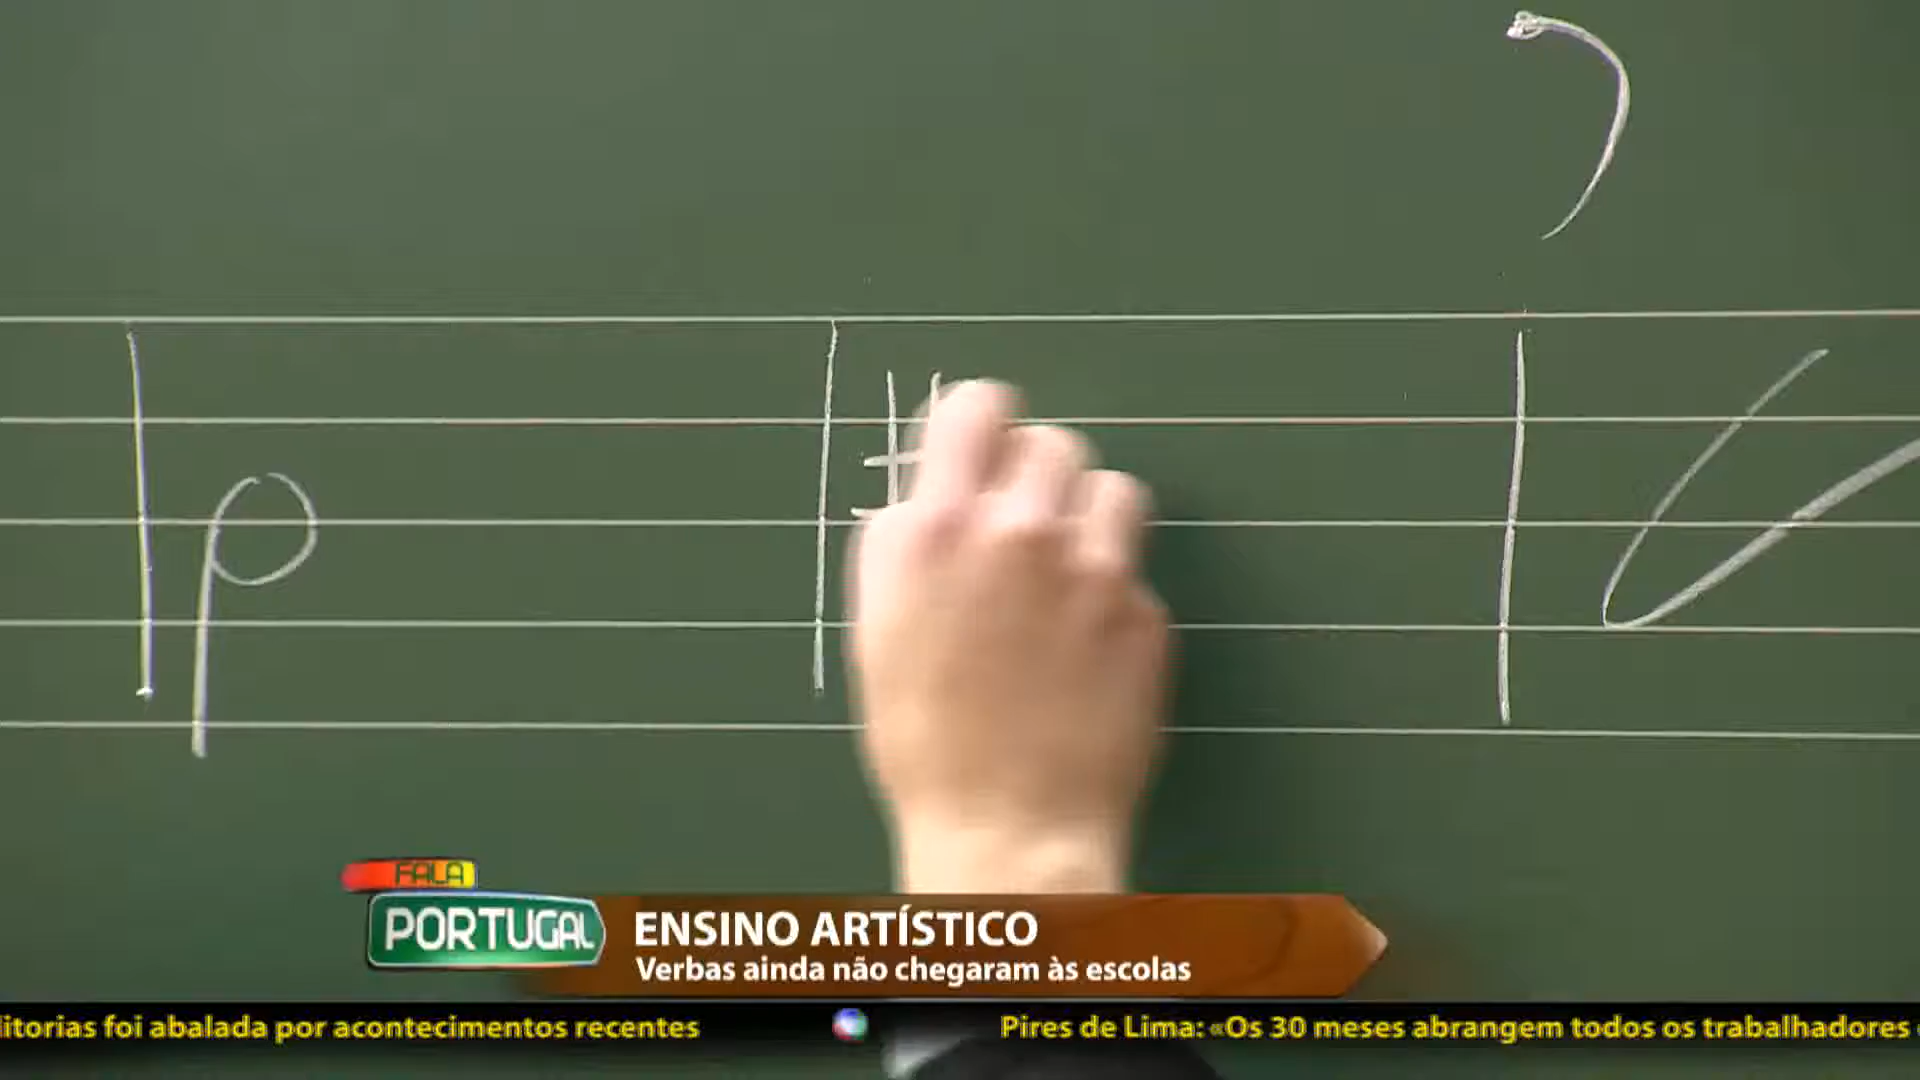 FALA
PORTUGAL
ENSINO ARTÍSTICO
Verbas ainda não chegaram às escolas
foi abalada por acontecimentos recentes
Pires de Lima: «Os 30 meses abrangem todos os trabalhadores